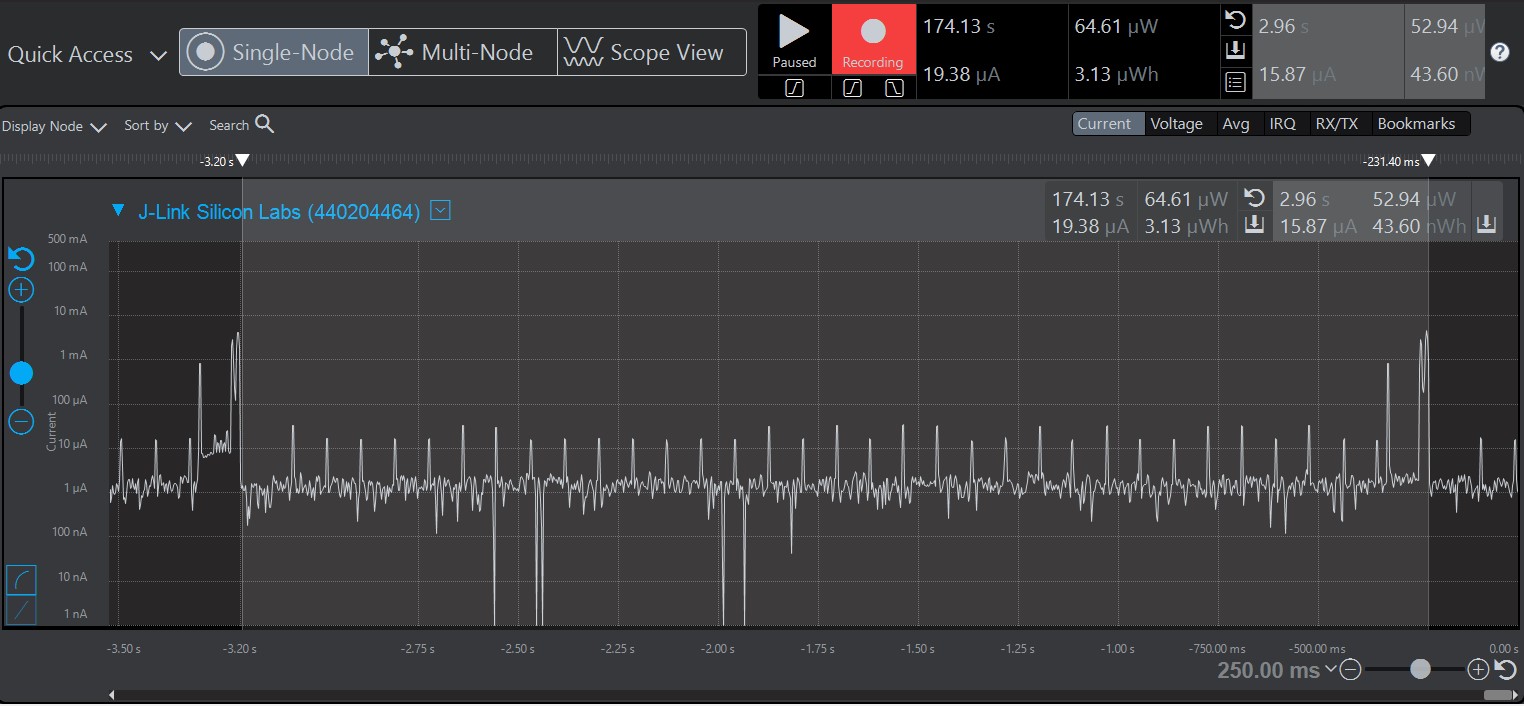 Quick Access Single-Node Multi-Node Scope View
Paused Recording
174.13 s 64.61 µW
19.38 µA 3.13 µWh
2.96 s 52.94 µW
15.87 µA 43.60 nW
?
Display Node Sort by Search
Current Voltage Avg IRQ RX/TX Bookmarks
-3.20 s -231.40 ms
J-Link Silicon Labs (440204464)
174.13 s 64.61 µW 2.96 s 52.94 µW
19.38 µA 3.13 µWh 15.87 µA 43.60 nWh
500 mA
100 mA
10 mA
1 mA
100 µA
10 µA
1 µA
100 nA
10 nA
1 nA
Current
-3.50 s -3.20 s -2.75 s -2.50 s -2.25 s -2.00 s -1.75 s -1.50 s -1.25 s -1.00 s -750.00 ms -500.00 ms 0.00 s
250.00 ms